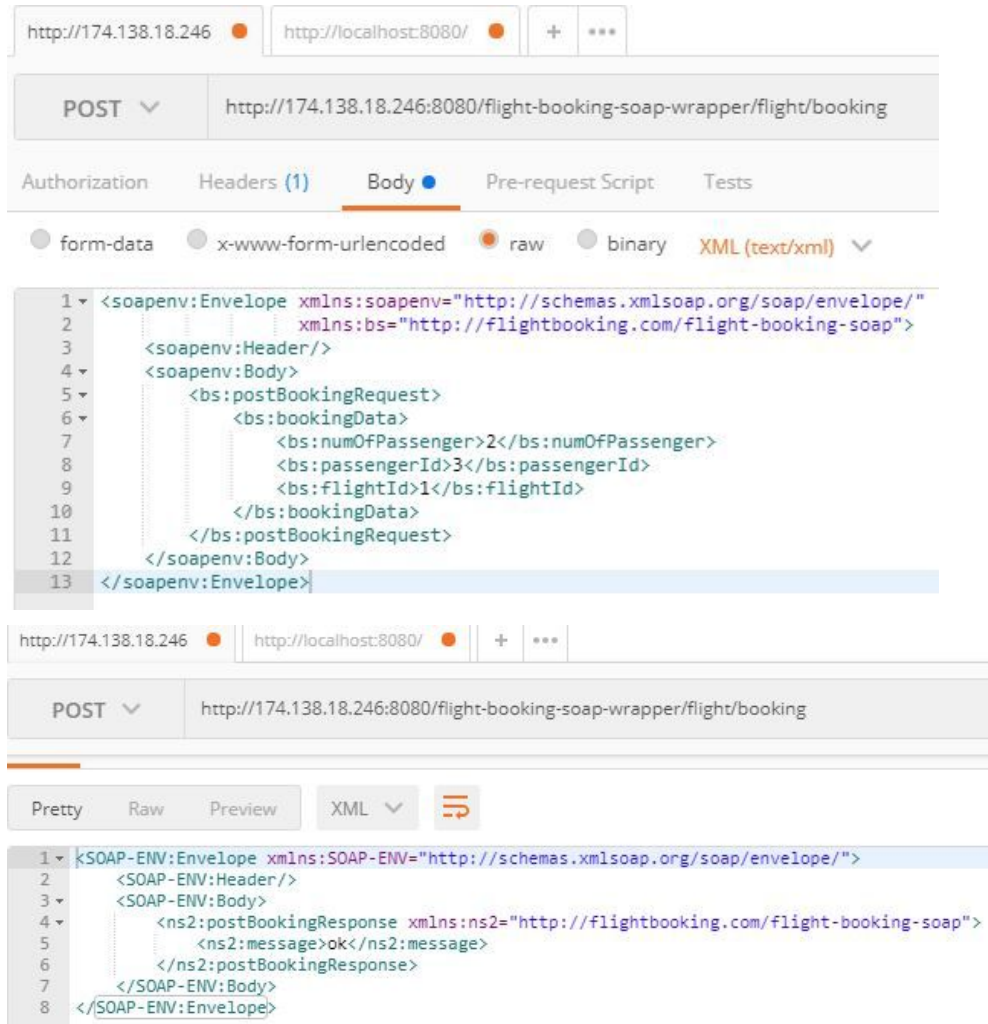 http://174.138.18.246 http://localhost:8080/ + •••
POST http://174.138.18.246:8080/flight-booking-soap-wrapper/flight/booking
Authorization Headers (1) Body Pre-request Script Tests
form-data x-www-form-urlencoded raw binary XML (text/xml)
1 <soapenv:Envelope xmlns:soapenv="http://schemas.xmlsoap.org/soap/envelope/"
2 xmlns:bs="http://flightbooking.com/flight-booking-soap">
3 <soapenv:Header/>
4 <soapenv:Body>
5 <bs:postBookingRequest>
6 <bs:bookingData>
7 <bs:numOfPassenger>2</bs:numOfPassenger>
8 <bs:passengerId>3</bs:passengerId>
9 <bs:flightId>1</bs:flightId>
10 </bs:bookingData>
11 </bs:postBookingRequest>
12 </soapenv:Body>
13 </soapenv:Envelope>
http://174.138.18.246 http://localhost:8080/ + •••
POST http://174.138.18.246:8080/flight-booking-soap-wrapper/flight/booking
Pretty Raw Preview XML
1 <SOAP-ENV:Envelope xmlns:SOAP-ENV="http://schemas.xmlsoap.org/soap/envelope/">
2 <SOAP-ENV:Header/>
3 <SOAP-ENV:Body>
4 <ns2:postBookingResponse xmlns:ns2="http://flightbooking.com/flight-booking-soap">
5 <ns2:message>ok</ns2:message>
6 </ns2:postBookingResponse>
7 </SOAP-ENV:Body>
8 </SOAP-ENV:Envelope>